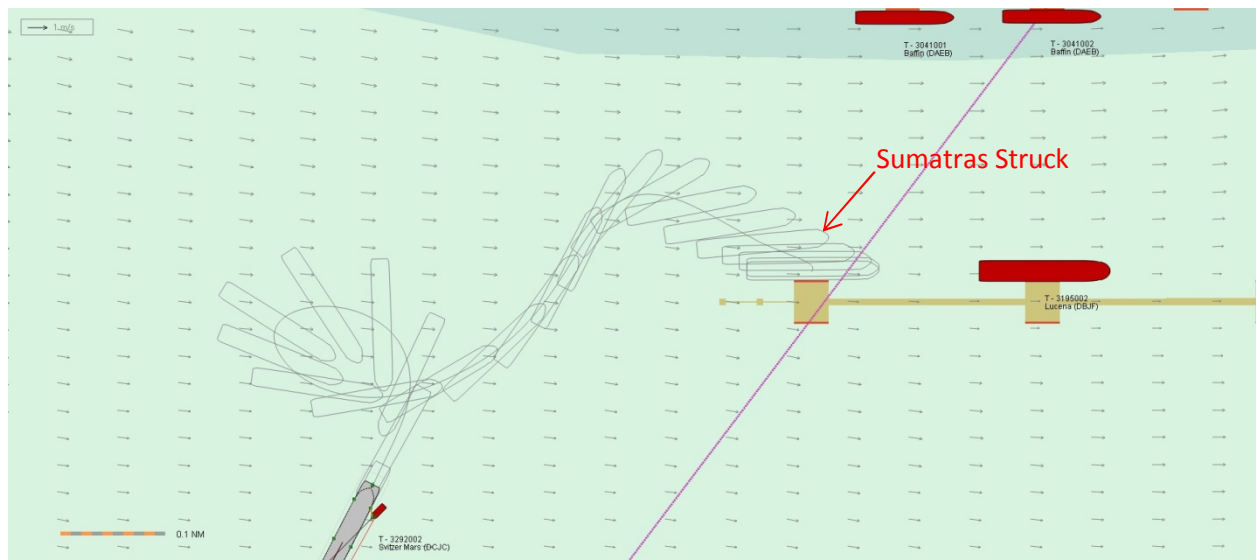 1 m/s
T - 3041001
Baffin (DAEB)
T - 3041002
Baffin (DAEB)
Sumatras Struck
T - 3195002
Lucena (DBJF)
0.1 NM
T - 3292002
Svitzer Mars (DCJC)